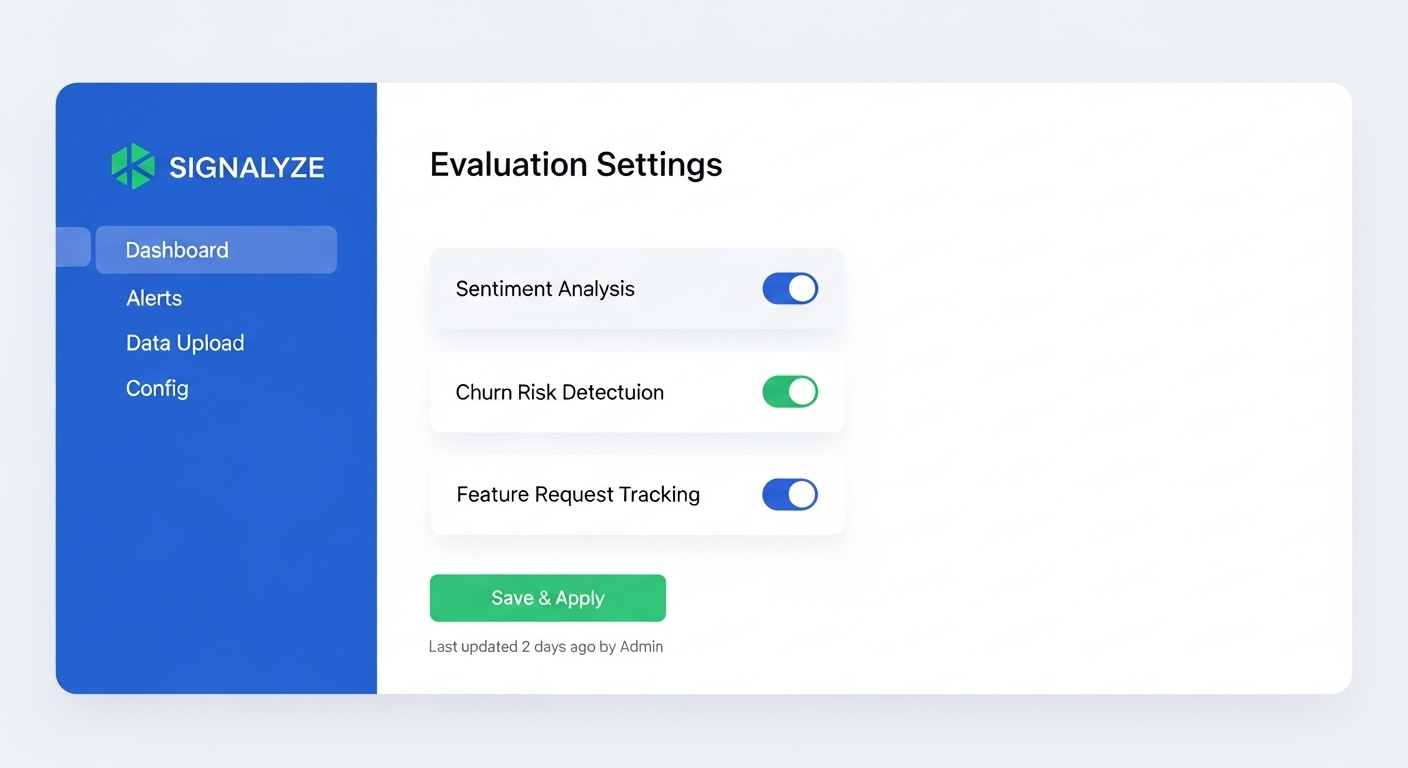 SIGNALYZE
Dashboard
Alerts
Data Upload
Config
Evaluation Settings
Sentiment Analysis
Churn Risk Detectuion
Feature Request Tracking
Save & Apply
Last updated 2 days ago by Admin